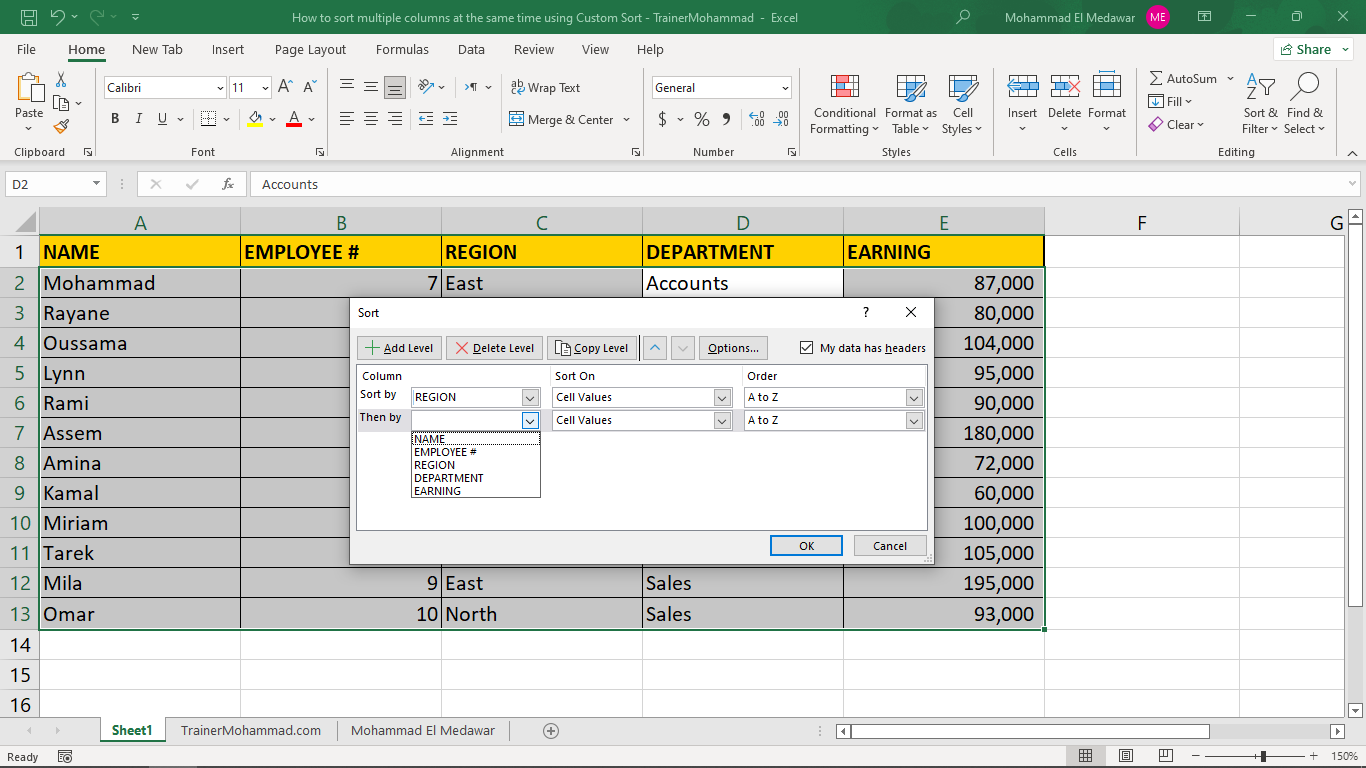 How to sort multiple columns at the same time using Custom Sort - TrainerMohammad - Excel
Mohammad El Medawar
ME
File Home New Tab Insert Page Layout Formulas Data Review View Help
Share
Paste
Clipboard
Calibri 11
B I U
A
Font
ab Wrap Text
Merge & Center
Alignment
General
$ % 9
Number
Conditional Formatting
Format as Table
Cell Styles
Styles
Insert
Delete
Format
Cells
AutoSum
Fill
Clear
Sort & Filter
Find & Select
Editing
D2
fx
Accounts
A B C D E F G
1 NAME EMPLOYEE # REGION DEPARTMENT EARNING
2 Mohammad 7 East Accounts 87,000
3 Rayane 80,000
4 Oussama 104,000
5 Lynn 95,000
6 Rami 90,000
7 Assem 180,000
8 Amina 72,000
9 Kamal 60,000
10 Miriam 100,000
11 Tarek 105,000
12 Mila 9 East Sales 195,000
13 Omar 10 North Sales 93,000
14
15
16
Sort
?
Add Level
Delete Level
Copy Level
Options...
My data has headers
Column Sort On Order
Sort by REGION Cell Values A to Z
Then by Cell Values A to Z
NAME
EMPLOYEE #
REGION
DEPARTMENT
EARNING
OK
Cancel
Sheet1 TrainerMohammad.com Mohammad El Medawar
Ready
150%